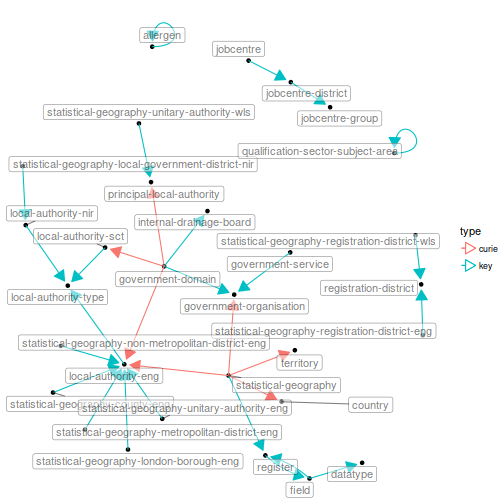 allergen
jobcentre
jobcentre-district
statistical-geography-unitary-authority-wls
jobcentre-group
qualification-sector-subject-area
statistical-geography-local-government-district-nir
principal-local-authority
local-authority-nir
internal-drainage-board
type
local-authority-sct
statistical-geography-registration-district-wls
curie
government-service
key
government-domain
registration-district
local-authority-type
government-organisation
statistical-geography-registration-district-eng
statistical-geography-non-metropolitan-district-eng
territory
local-authority-eng
statistical-geography
statistical-geography-county-eng
statistical-geography-unitary-authority-eng
country
statistical-geography-metropolitan-district-eng
statistical-geography-london-borough-eng
register
datatype
field